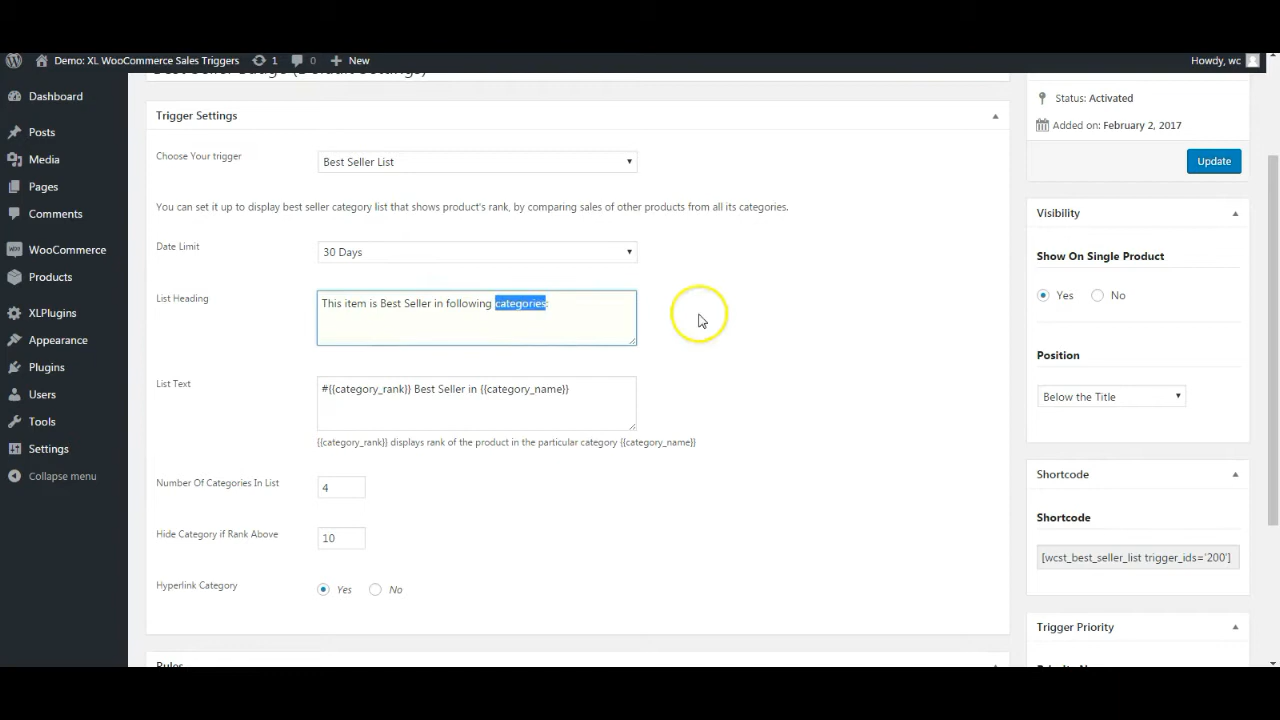 Demo: XL WooCommerce Sales Triggers 1 0 New Howdy, wc
Best Seller Badge (Default Settings)
Dashboard
Posts
Media
Pages
Comments
WooCommerce
Products
XLPlugins
Appearance
Plugins
Users
Tools
Settings
Collapse menu
Trigger Settings
Choose Your trigger
Best Seller List
You can set it up to display best seller category list that shows product's rank, by comparing sales of other products from all its categories.
Date Limit
30 Days
List Heading
This item is Best Seller in following categories:
List Text
#{{category_rank}} Best Seller in {{category_name}}
{{category_rank}} displays rank of the product in the particular category {{category_name}}
Number Of Categories In List
4
Hide Category if Rank Above
10
Hyperlink Category
Yes No
Rules
Status: Activated
Added on: February 2, 2017
Update
Visibility
Show On Single Product
Yes No
Position
Below the Title
Shortcode
Shortcode
[wcst_best_seller_list trigger_ids='200']
Trigger Priority